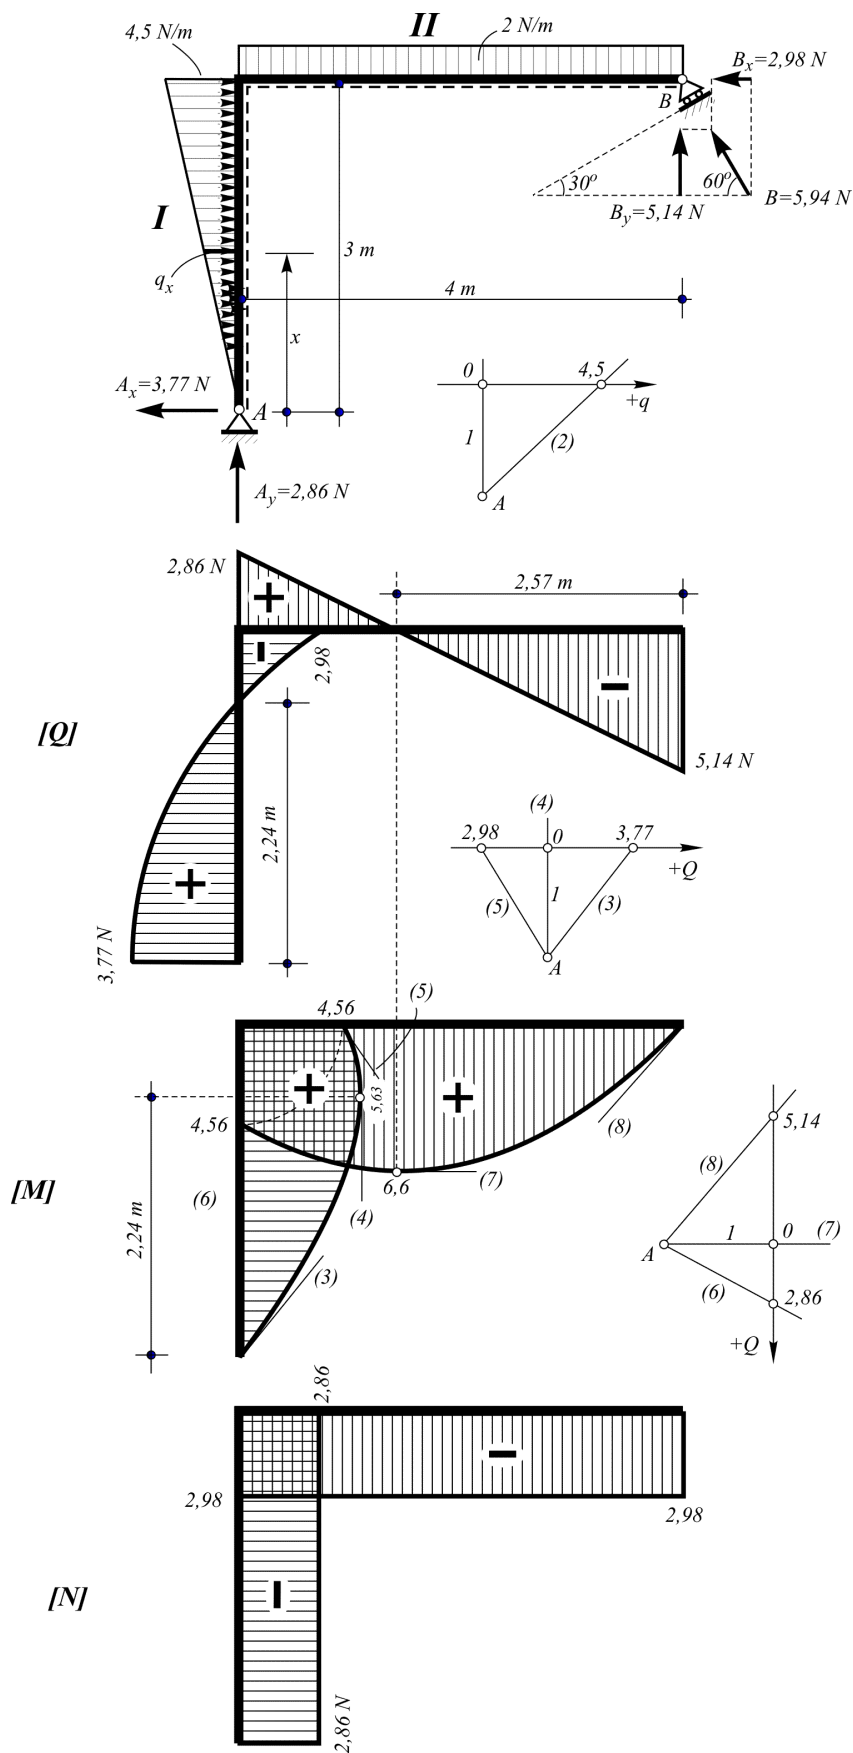 II
4,5 N/m
2 N/m
Bx=2,98 N
B
I
30º
60º
B=5,94 N
By=5,14 N
3 m
qx
4 m
x
Ax=3,77 N
A
0
4,5
+q
1
(2)
Ay=2,86 N
A
2,86 N
2,57 m
2,98
[Q]
5,14 N
2,24 m
(4)
2,98
0
3,77
+Q
(5)
1
(3)
3,77 N
A
4,56
(5)
5,63
4,56
(8)
5,14
[M]
(6)
6,6
(7)
(4)
2,24 m
(8)
1
0
(7)
A
(6)
2,86
(3)
+Q
2,86
2,98
2,98
[N]
2,86 N